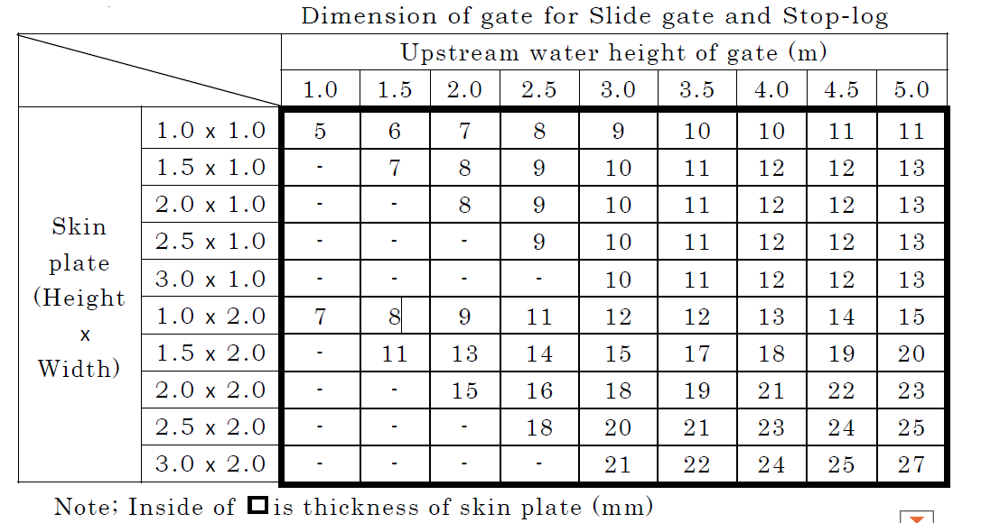 Dimension of gate for Slide gate and Stop-log
Upstream water height of gate (m)
1.0 1.5 2.0 2.5 3.0 3.5 4.0 4.5 5.0
Skin
plate
(Height
x
Width)
1.0 x 1.0 5 6 7 8 9 10 10 11 11
1.5 x 1.0 - 7 8 9 10 11 12 12 13
2.0 x 1.0 - - 8 9 10 11 12 12 13
2.5 x 1.0 - - - 9 10 11 12 12 13
3.0 x 1.0 - - - - 10 11 12 12 13
1.0 x 2.0 7 8 9 11 12 12 13 14 15
1.5 x 2.0 - 11 13 14 15 17 18 19 20
2.0 x 2.0 - - 15 16 18 19 21 22 23
2.5 x 2.0 - - - 18 20 21 23 24 25
3.0 x 2.0 - - - - 21 22 24 25 27
Note; Inside of □ is thickness of skin plate (mm)